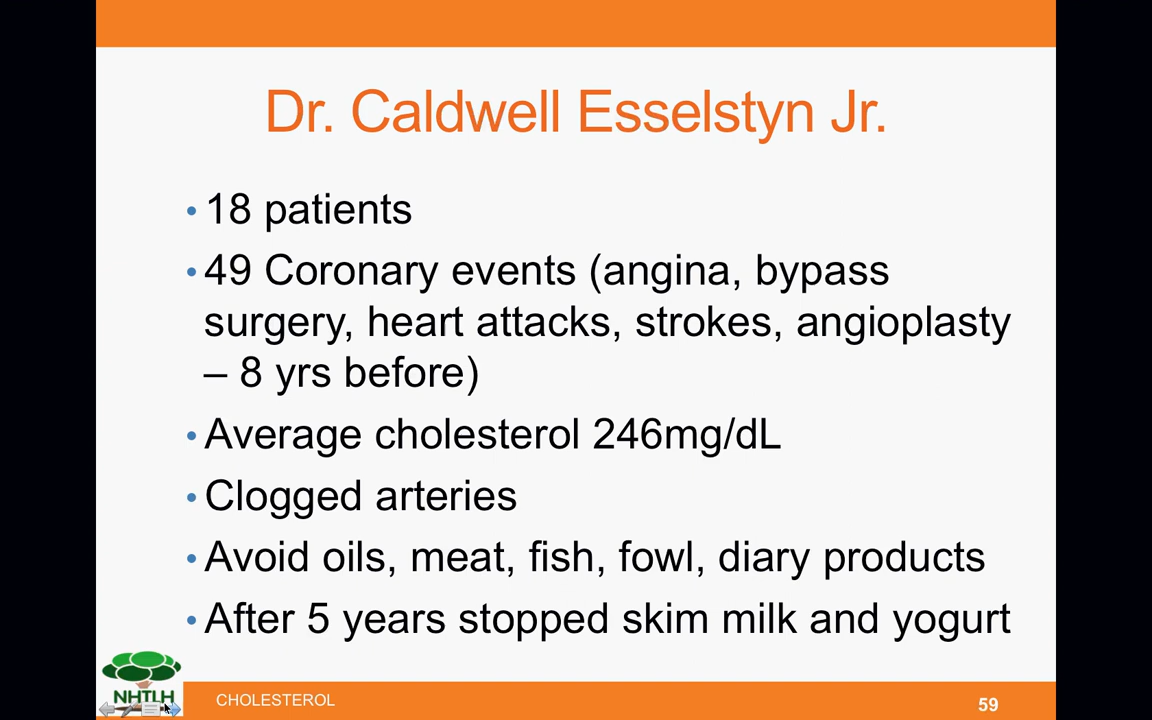 Dr. Caldwell Esselstyn Jr.
• 18 patients
• 49 Coronary events (angina, bypass
surgery, heart attacks, strokes, angioplasty
– 8 yrs before)
• Average cholesterol 246mg/dL
• Clogged arteries
• Avoid oils, meat, fish, fowl, diary products
• After 5 years stopped skim milk and yogurt
NHTLH
CHOLESTEROL
59